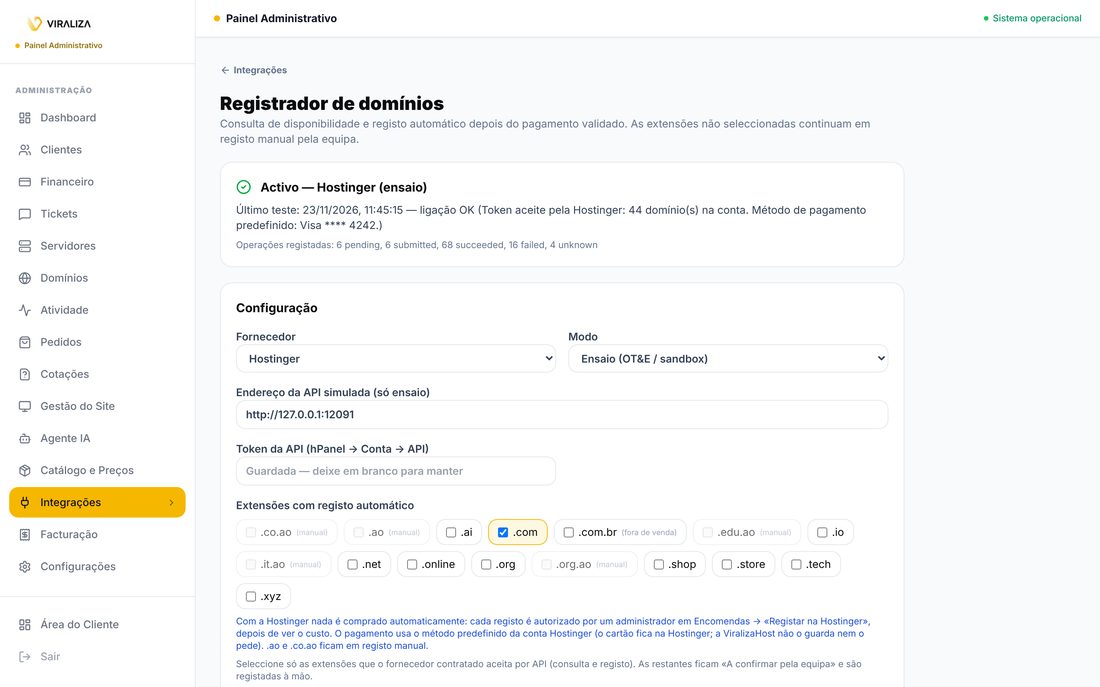 VIRALIZA
Painel Administrativo
Painel Administrativo
Sistema operacional
ADMINISTRAÇÃO
Dashboard
Clientes
Financeiro
Tickets
Servidores
Domínios
Atividade
Pedidos
Cotações
Gestão do Site
Agente IA
Catálogo e Preços
Integrações
Facturação
Configurações
Área do Cliente
Sair
← Integrações
Registrador de domínios
Consulta de disponibilidade e registo automático depois do pagamento validado. As extensões não seleccionadas continuam em
registo manual pela equipa.
Activo — Hostinger (ensaio)
Último teste: 23/11/2026, 11:45:15 — ligação OK (Token aceite pela Hostinger: 44 domínio(s) na conta. Método de pagamento
predefinido: Visa **** 4242.)
Operações registadas: 6 pending, 6 submitted, 68 succeeded, 16 failed, 4 unknown
Configuração
Fornecedor
Modo
Hostinger
Ensaio (OT&E / sandbox)
Endereço da API simulada (só ensaio)
http://127.0.0.1:12091
Token da API (hPanel → Conta → API)
Guardada — deixe em branco para manter
Extensões com registo automático
.co.ao (manual) .ao (manual) .ai .com .com.br (fora de venda) .edu.ao (manual) .io
.it.ao (manual) .net .online .org .org.ao (manual) .shop .store .tech
.xyz
Com a Hostinger nada é comprado automaticamente: cada registo é autorizado por um administrador em Encomendas → «Registar na Hostinger»,
depois de ver o custo. O pagamento usa o método predefinido da conta Hostinger (o cartão fica na Hostinger; a ViralizaHost não o guarda nem o
pede). .ao e .co.ao ficam em registo manual.
Seleccione só as extensões que o fornecedor contratado aceita por API (consulta e registo). As restantes ficam «A confirmar pela equipa» e são
registadas à mão.